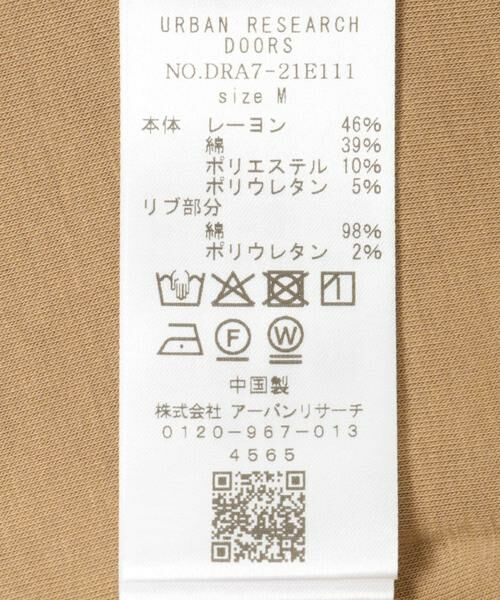 URBAN RESEARCH
DOORS
NO.DRA7-21E111
size M
本体 レーヨン 46%
綿 39%
ポリエステル 10%
ポリウレタン 5%
リブ部分
綿 98%
ポリウレタン 2%
F W
中国製
株式会社 アーバンリサーチ
0120-967-013
4565